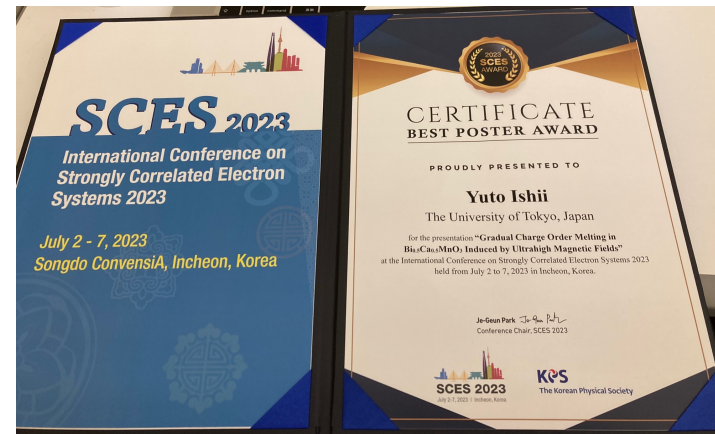 SCES 2023
International Conference on
Strongly Correlated Electron
Systems 2023
July 2 - 7, 2023
Songdo ConvensiA, Incheon, Korea
2023
SCES
AWARD
CERTIFICATE
BEST POSTER AWARD
PROUDLY PRESENTED TO
Yuto Ishii
The University of Tokyo, Japan
for the presentation “Gradual Charge Order Melting in
Bi₀.₅Ca₀.₅MnO₃ Induced by Ultrahigh Magnetic Fields”
at the International Conference on Strongly Correlated Electron Systems 2023
held from July 2 to 7, 2023 in Incheon, Korea.
Je-Geun Park
Conference Chair, SCES 2023
SCES 2023
July 2-7, 2023 | Incheon, Korea
KPS
The Korean Physical Society